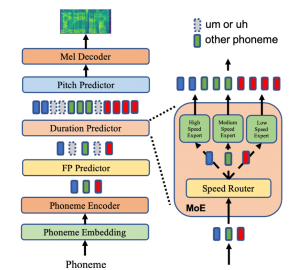 um or uh
other phoneme
Mel Decoder
Pitch Predictor
Duration Predictor
FP Predictor
Phoneme Encoder
Phoneme Embedding
Phoneme
High
Speed
Expert
Medium
Speed
Expert
Low
Speed
Expert
Speed Router
MoE